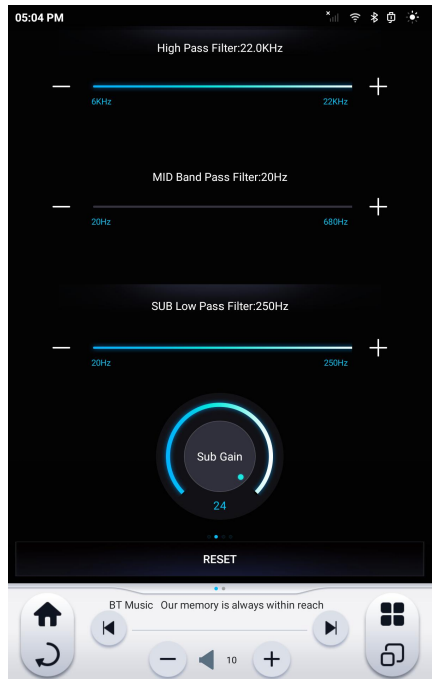 05:04 PM
High Pass Filter:22.0KHz
6KHz 22KHz
MID Band Pass Filter:20Hz
20Hz 680Hz
SUB Low Pass Filter:250Hz
20Hz 250Hz
Sub Gain
24
RESET
BT Music Our memory is always within reach
10